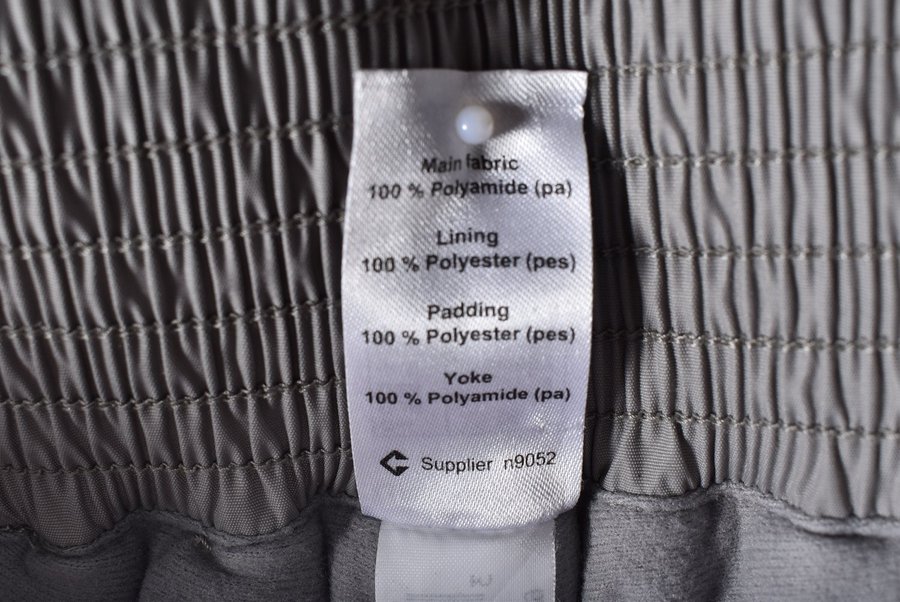 Main fabric
100 % Polyamide (pa)
Lining
100 % Polyester (pes)
Padding
100 % Polyester (pes)
Yoke
100 % Polyamide (pa)
Supplier n9052